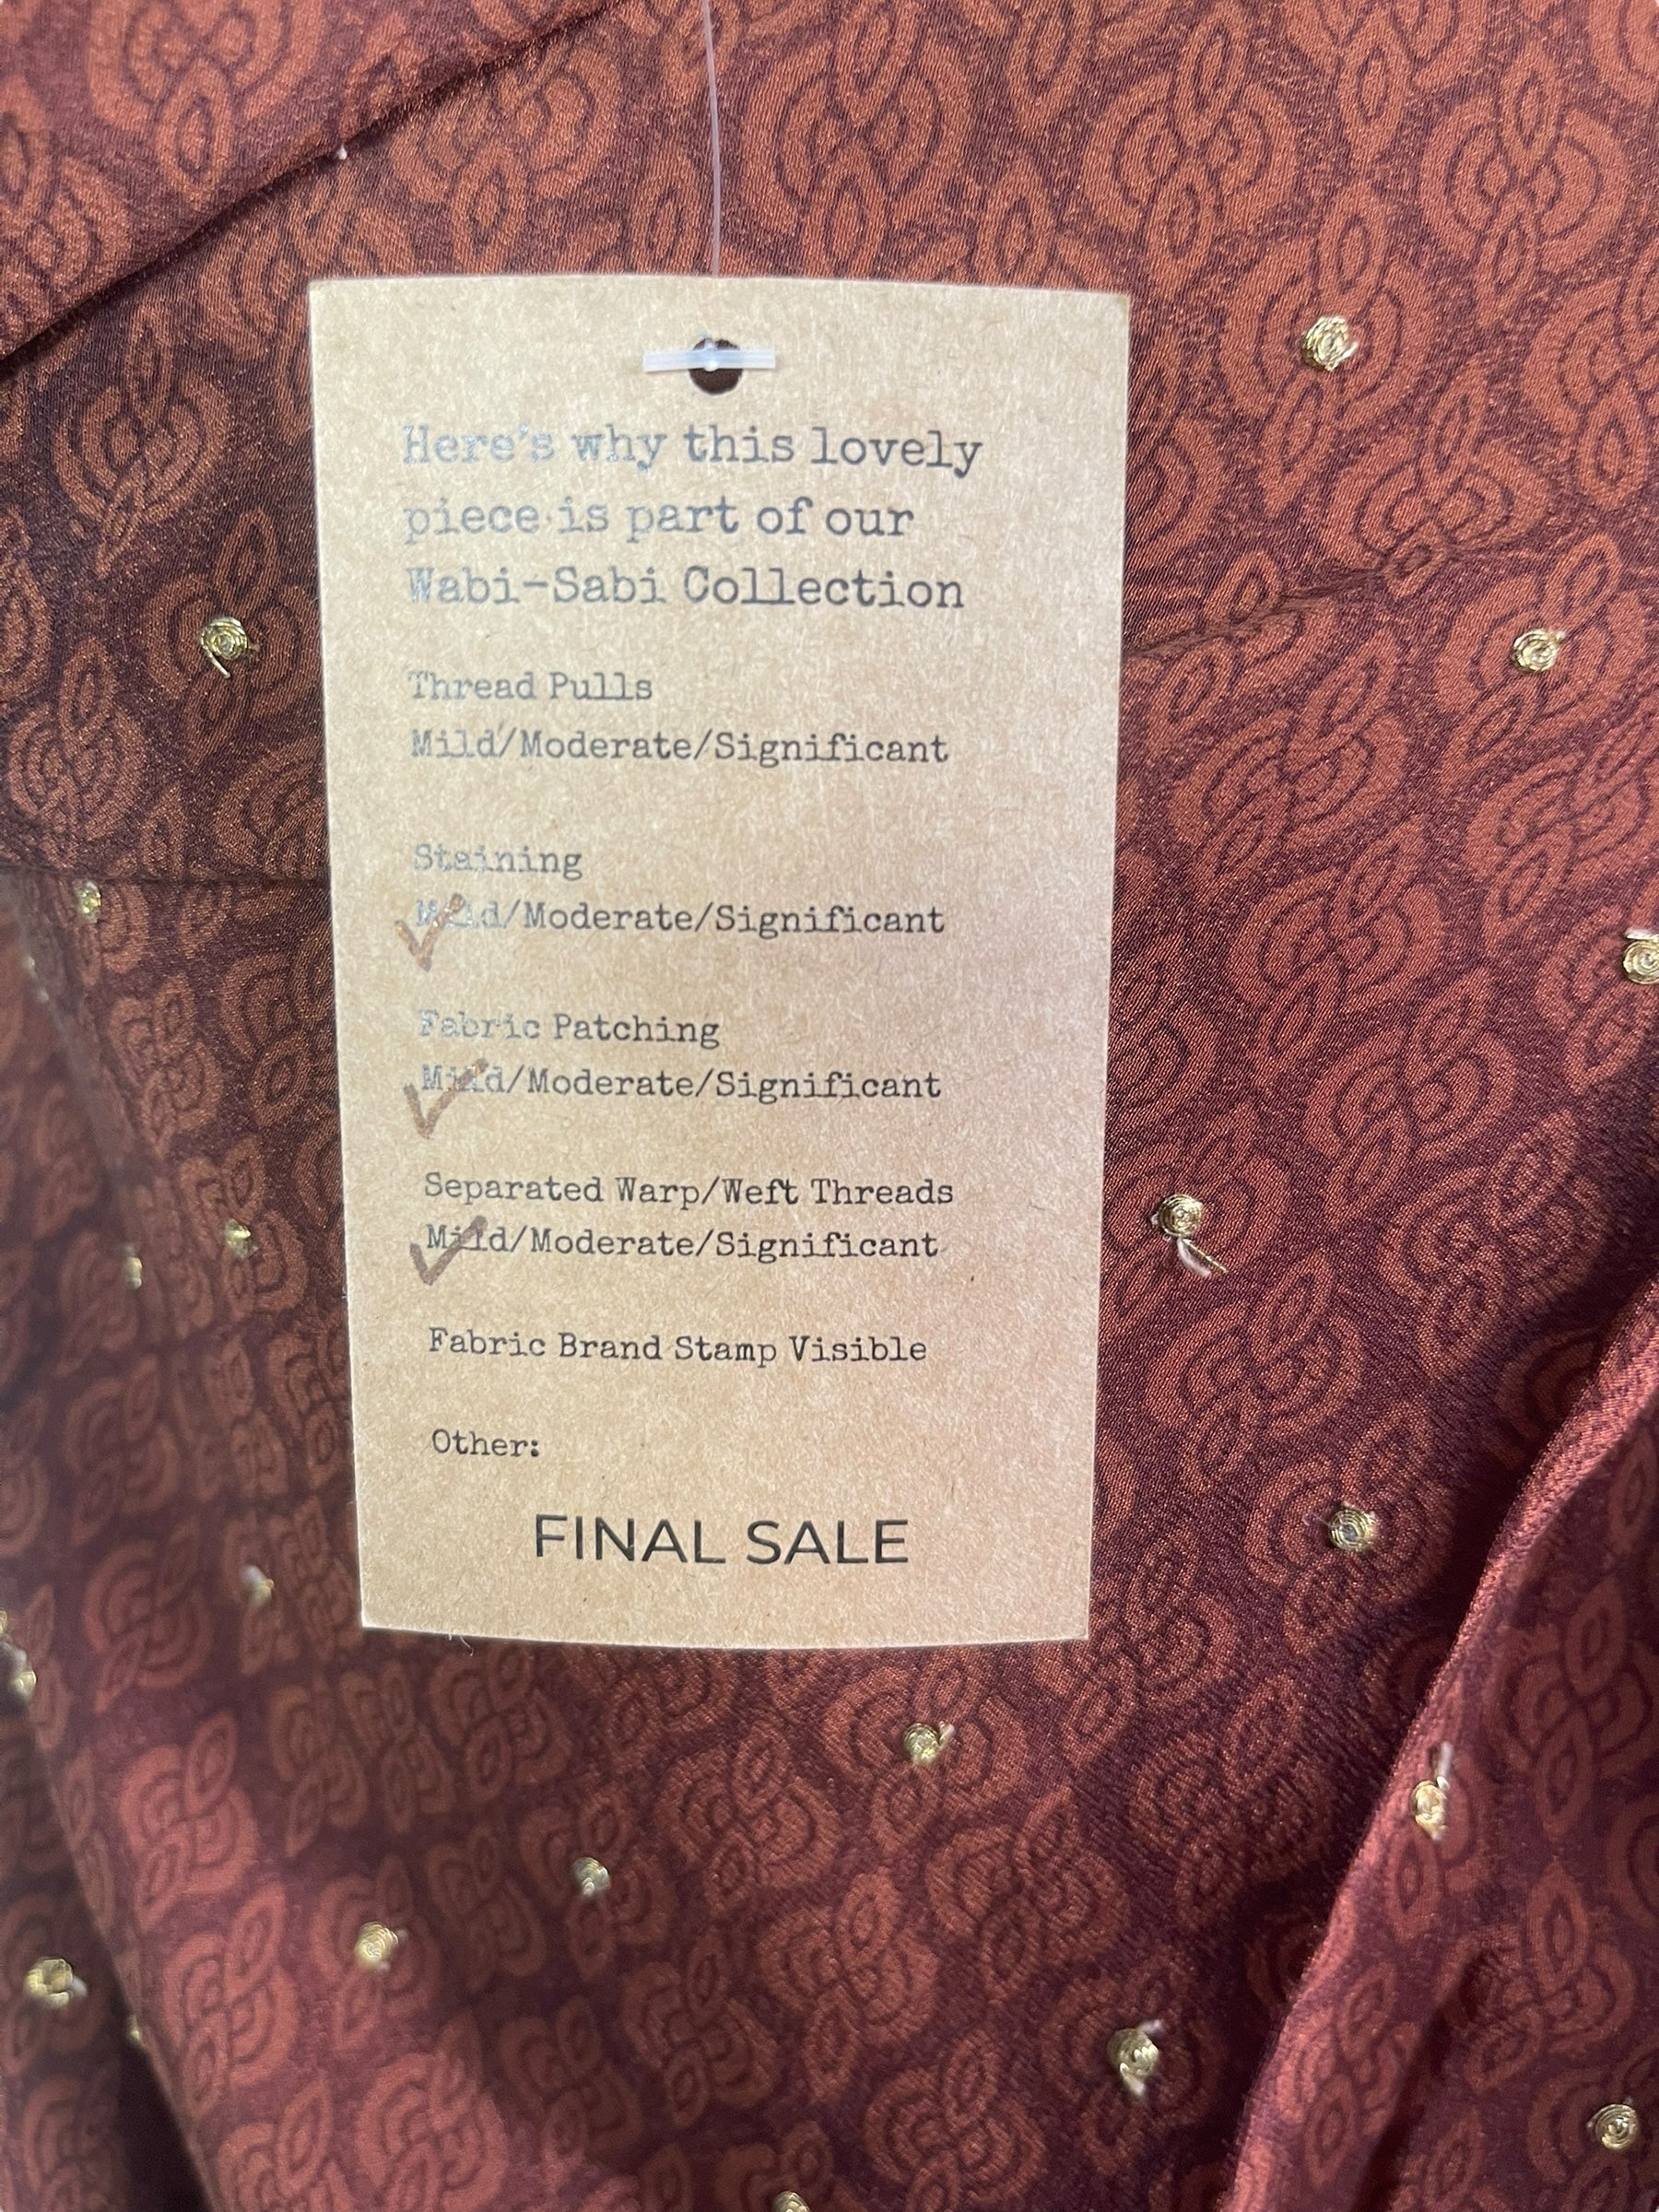 Here's why this lovely
piece is part of our
Wabi-Sabi Collection
Thread Pulls
Mild/Moderate/Significant
Staining
Mild/Moderate/Significant
Fabric Patching
Mild/Moderate/Significant
Separated Warp/Weft Threads
Mild/Moderate/Significant
Fabric Brand Stamp Visible
Other:
FINAL SALE